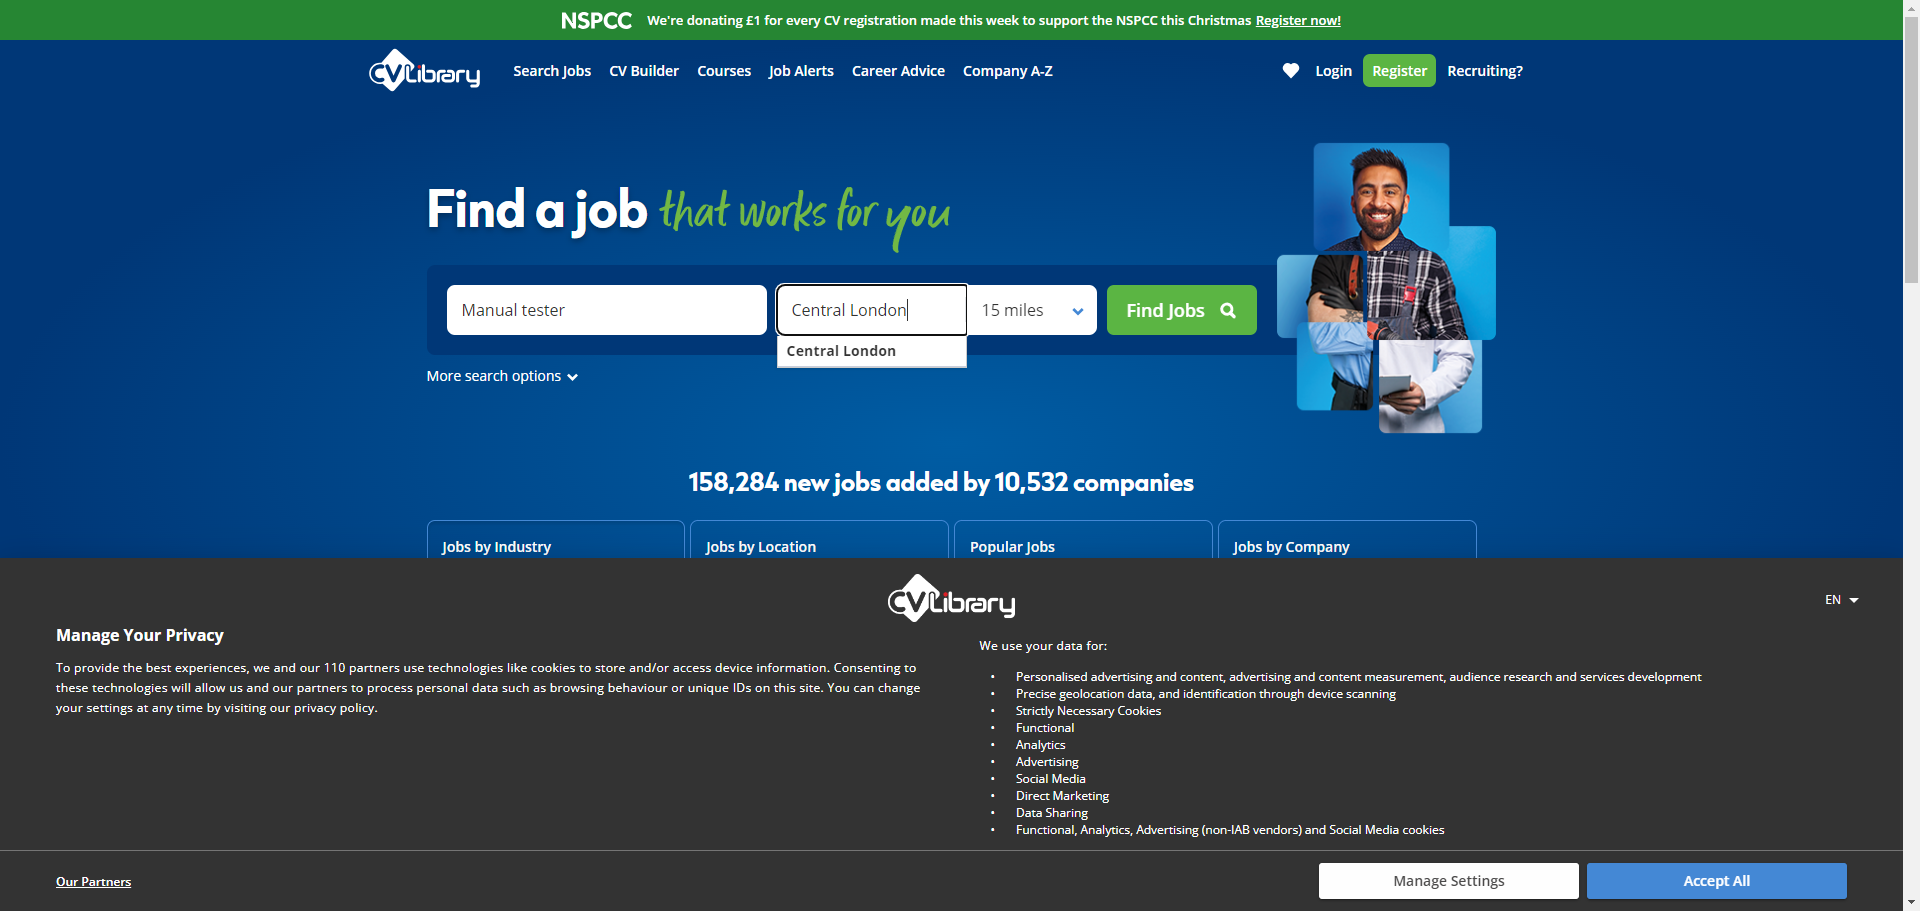 NSPCC We're donating £1 for every CV registration made this week to support the NSPCC this Christmas Register now!
CVLibrary Search Jobs CV Builder Courses Job Alerts Career Advice Company A-Z Login Register Recruiting?
Find a job that works for you
Manual tester Central London 15 miles Find Jobs
Central London
More search options
158,284 new jobs added by 10,532 companies
Jobs by Industry Jobs by Location Popular Jobs Jobs by Company
CVLibrary
EN
Manage Your Privacy
To provide the best experiences, we and our 110 partners use technologies like cookies to store and/or access device information. Consenting to
these technologies will allow us and our partners to process personal data such as browsing behaviour or unique IDs on this site. You can change
your settings at any time by visiting our privacy policy.
We use your data for:
• Personalised advertising and content, advertising and content measurement, audience research and services development
• Precise geolocation data, and identification through device scanning
• Strictly Necessary Cookies
• Functional
• Analytics
• Advertising
• Social Media
• Direct Marketing
• Data Sharing
• Functional, Analytics, Advertising (non-IAB vendors) and Social Media cookies
Our Partners Manage Settings Accept All